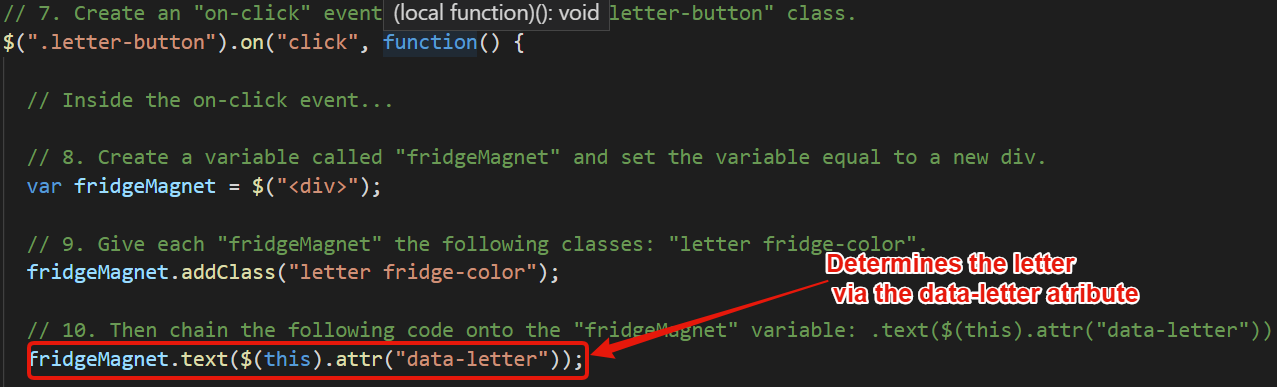 // 7. Create an "on-click" event (local function)(): void letter-button" class.
$(".letter-button").on("click", function() {
// Inside the on-click event...
// 8. Create a variable called "fridgeMagnet" and set the variable equal to a new div.
var fridgeMagnet = $("<div>");
// 9. Give each "fridgeMagnet" the following classes: "letter fridge-color".
fridgeMagnet.addClass("letter fridge-color");
Determines the letter
via the data-letter atribute
// 10. Then chain the following code onto the "fridgeMagnet" variable: .text($(this).attr("data-letter"))
fridgeMagnet.text($(this).attr("data-letter"));